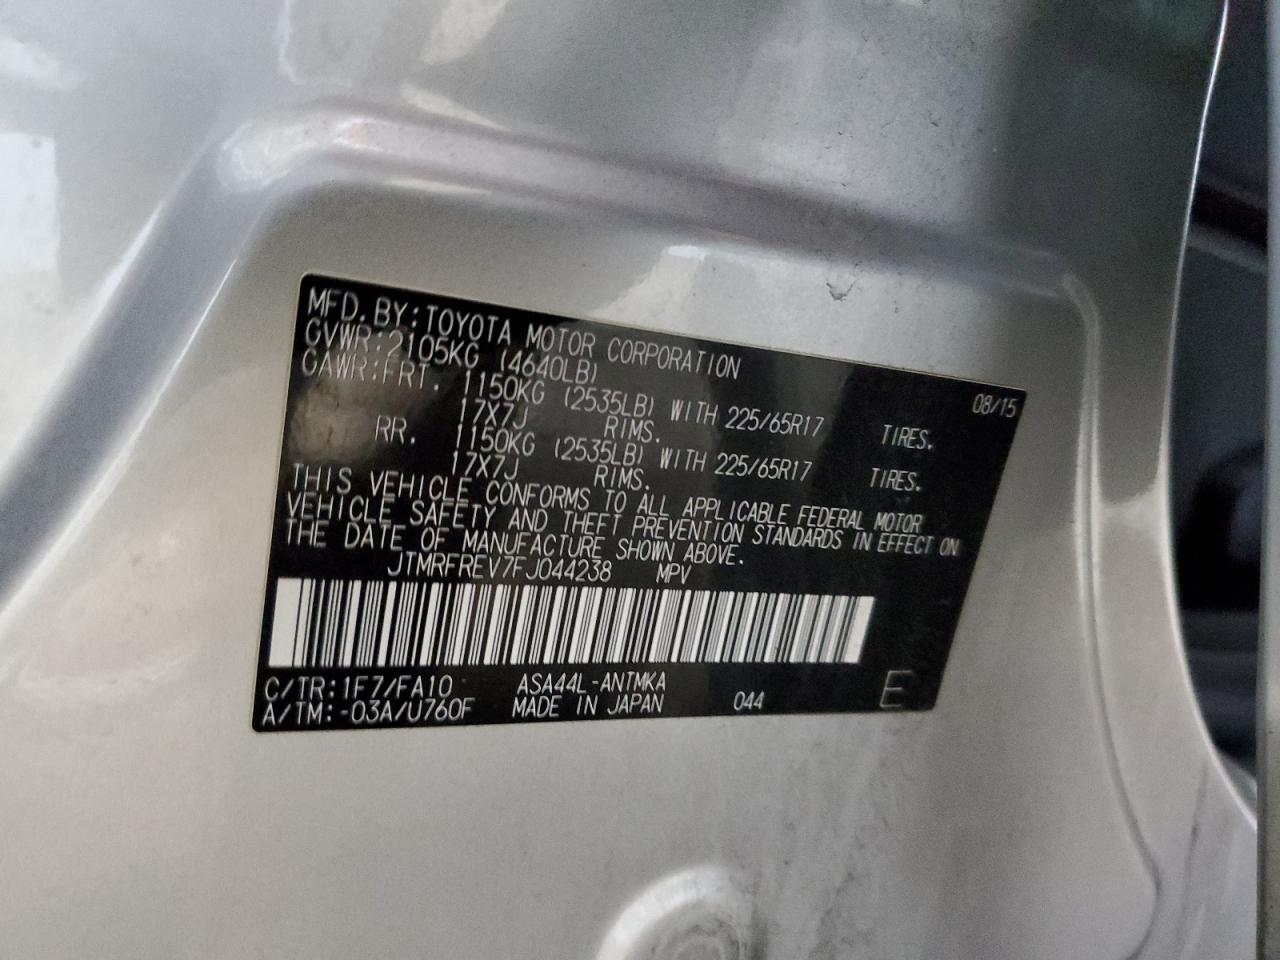 MFD. BY: TOYOTA MOTOR CORPORATION 08/15
GVWR: 2105KG (4640LB)
GAWR: FRT. 1150KG (2535LB) WITH 225/65R17 TIRES.
17X7J RIMS.
RR. 1150KG (2535LB) WITH 225/65R17 TIRES.
17X7J RIMS.
THIS VEHICLE CONFORMS TO ALL APPLICABLE FEDERAL MOTOR
VEHICLE SAFETY AND THEFT PREVENTION STANDARDS IN EFFECT ON
THE DATE OF MANUFACTURE SHOWN ABOVE.
JTMRFREV7FJ044238 MPV
C/TR: 1F7/FA10 ASA44L-ANTMKA
A/TM: -03A/U760F MADE IN JAPAN 044 E